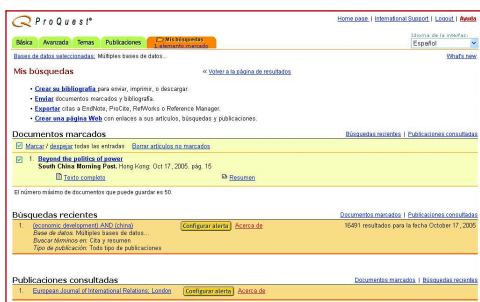 ProQuest®
Home page | International Support | Logout | Ayuda
Básica Avanzada Temas Publicaciones Mis búsquedas
1 elemento marcado
Idioma de la interfaz:
Español
Bases de datos seleccionadas: Múltiples bases de datos...
What's new
Mis búsquedas
« Volver a la página de resultados
• Crear su bibliografía para enviar, imprimir, o descargar.
• Enviar documentos marcados y bibliografía.
• Exportar citas a EndNote, ProCite, RefWorks o Reference Manager.
• Crear una página Web con enlaces a sus artículos, búsquedas y publicaciones.
Documentos marcados
Búsquedas recientes | Publicaciones consultadas
Marcar / despejar todas las entradas Borrar artículos no marcados
1. Beyond the politics of power
South China Morning Post. Hong Kong: Oct 17, 2005. pág. 15
Texto completo Resumen
El número máximo de documentos que puede guardar es 50.
Búsquedas recientes
Documentos marcados | Publicaciones consultadas
1. (economic development) AND (china) Configurar alerta Acerca de 16491 resultados para la fecha October 17, 2005
Base de datos: Múltiples bases de datos...
Buscar términos en: Cita y resumen
Tipo de publicación: Todo tipo de publicaciones
Publicaciones consultadas
Documentos marcados | Búsquedas recientes
1. European Journal of International Relations; London Configurar alerta Acerca de